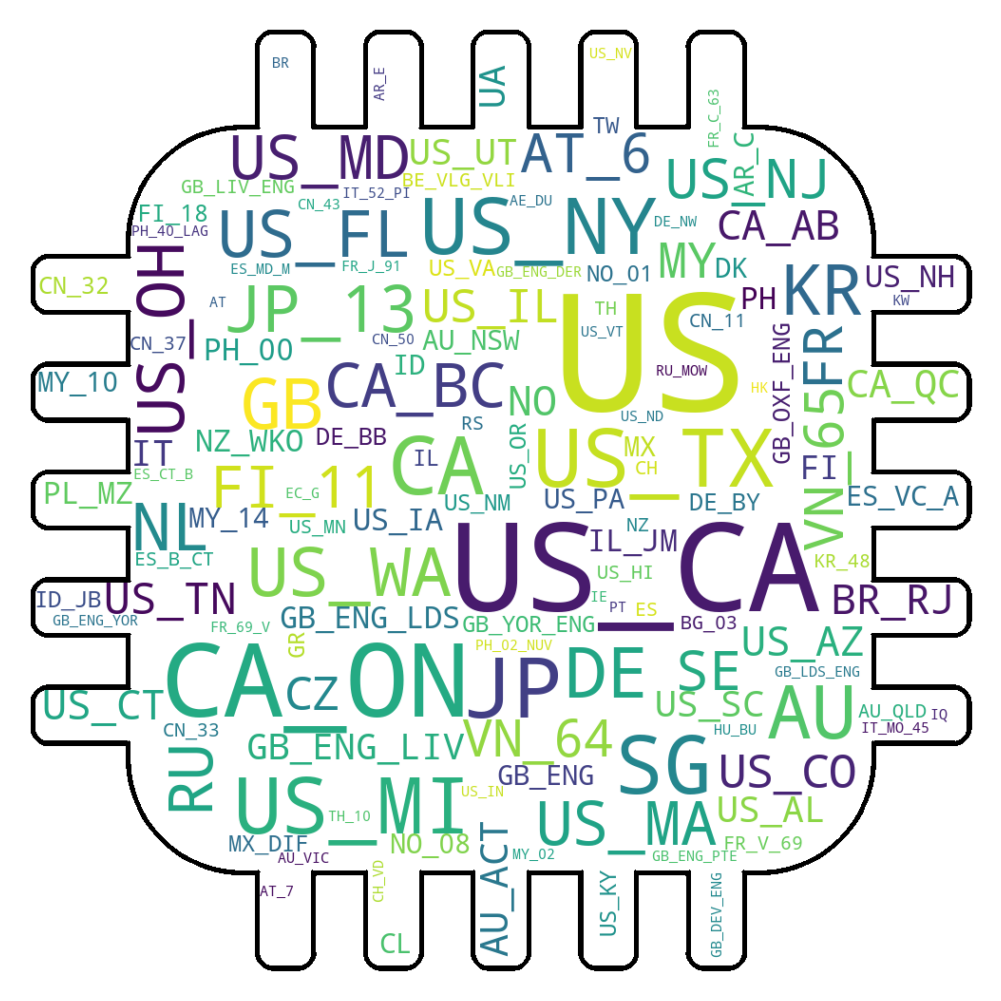 BR
AR_E
UA
US_NV
FR_C_63
TW
US_MD
US_UT
AT_6
US_NJ
AR_C
GB_LIV_ENG
IT_52_PI
BE_VLG_VLI
CN_43
AE_DU
FI_18
PH_40_LAG
US_FL
US_NY
DE_NW
CA_AB
ES_MD_M
FR_J_91
US_VA
GB_ENG_DER
NO_01
MY
DK
KR
US_NH
KW
CN_32
US_OH
AT
JP_13
US_IL
US
TH
PH
CN_11
US_VT
CN_37
PH_00
CN_50
AU_NSW
ID
GB_OXF_ENG
FR
MY_10
GB
CA_BC
NO
RU_MOW
HK
CA_QC
US_ND
IT
NZ_WKO
DE_BB
RS
US_OR
US_TX
MX
CH
FI
VN_65
ES_CT_B
IL
CA
PL_MZ
FI_11
EC_G
US_NM
US_PA
DE_BY
ES_VC_A
NL
MY_14
US_MN
US_IA
NZ
IL_JM
US_CA
ES_B_CT
US_WA
US_HI
KR_48
ID_JB
US_TN
IE
PT
ES
BR_RJ
GB_ENG_YOR
FR_69_V
GB_ENG_LDS
GB_YOR_ENG
BG_03
GR
PH_02_NUV
US_AZ
CA_ON
CZ
JP
DE
SE
GB_LDS_ENG
US_CT
US_SC
AU
AU_QLD
IQ
CN_33
VN_64
HU_BU
IT_MO_45
RU
GB_ENG_LIV
GB_ENG
SG
US_CO
US_MI
US_IN
TH_10
US_MA
US_AL
MX_DIF
NO_08
FR_V_69
AU_VIC
AU_ACT
MY_02
GB_ENG_PTE
AT_7
CH_VD
US_KY
GB_DEV_ENG
CL